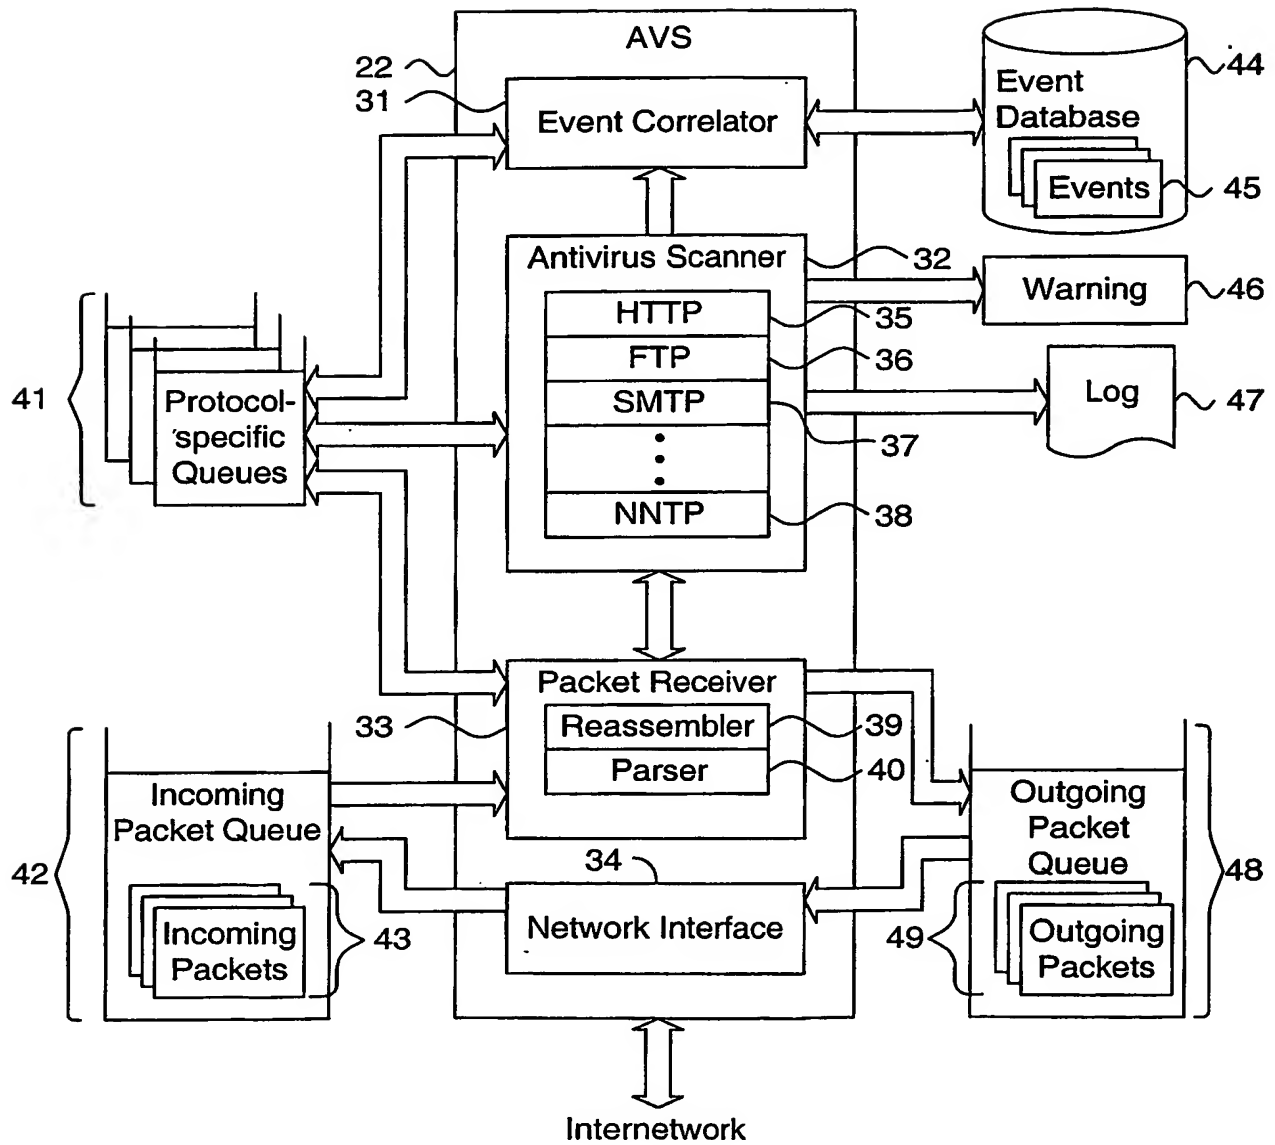 AVS
22
31
Event Correlator
Event
Database
44
Events
45
Antivirus Scanner
32
Warning
46
HTTP
35
FTP
36
SMTP
37
NNTP
38
Log
47
41
Protocol-
specific
Queues
Packet Receiver
33
Reassembler
39
Parser
40
42
Incoming
Packet Queue
Incoming
Packets
43
34
Network Interface
Outgoing
Packet
Queue
48
49
Outgoing
Packets
Internetwork